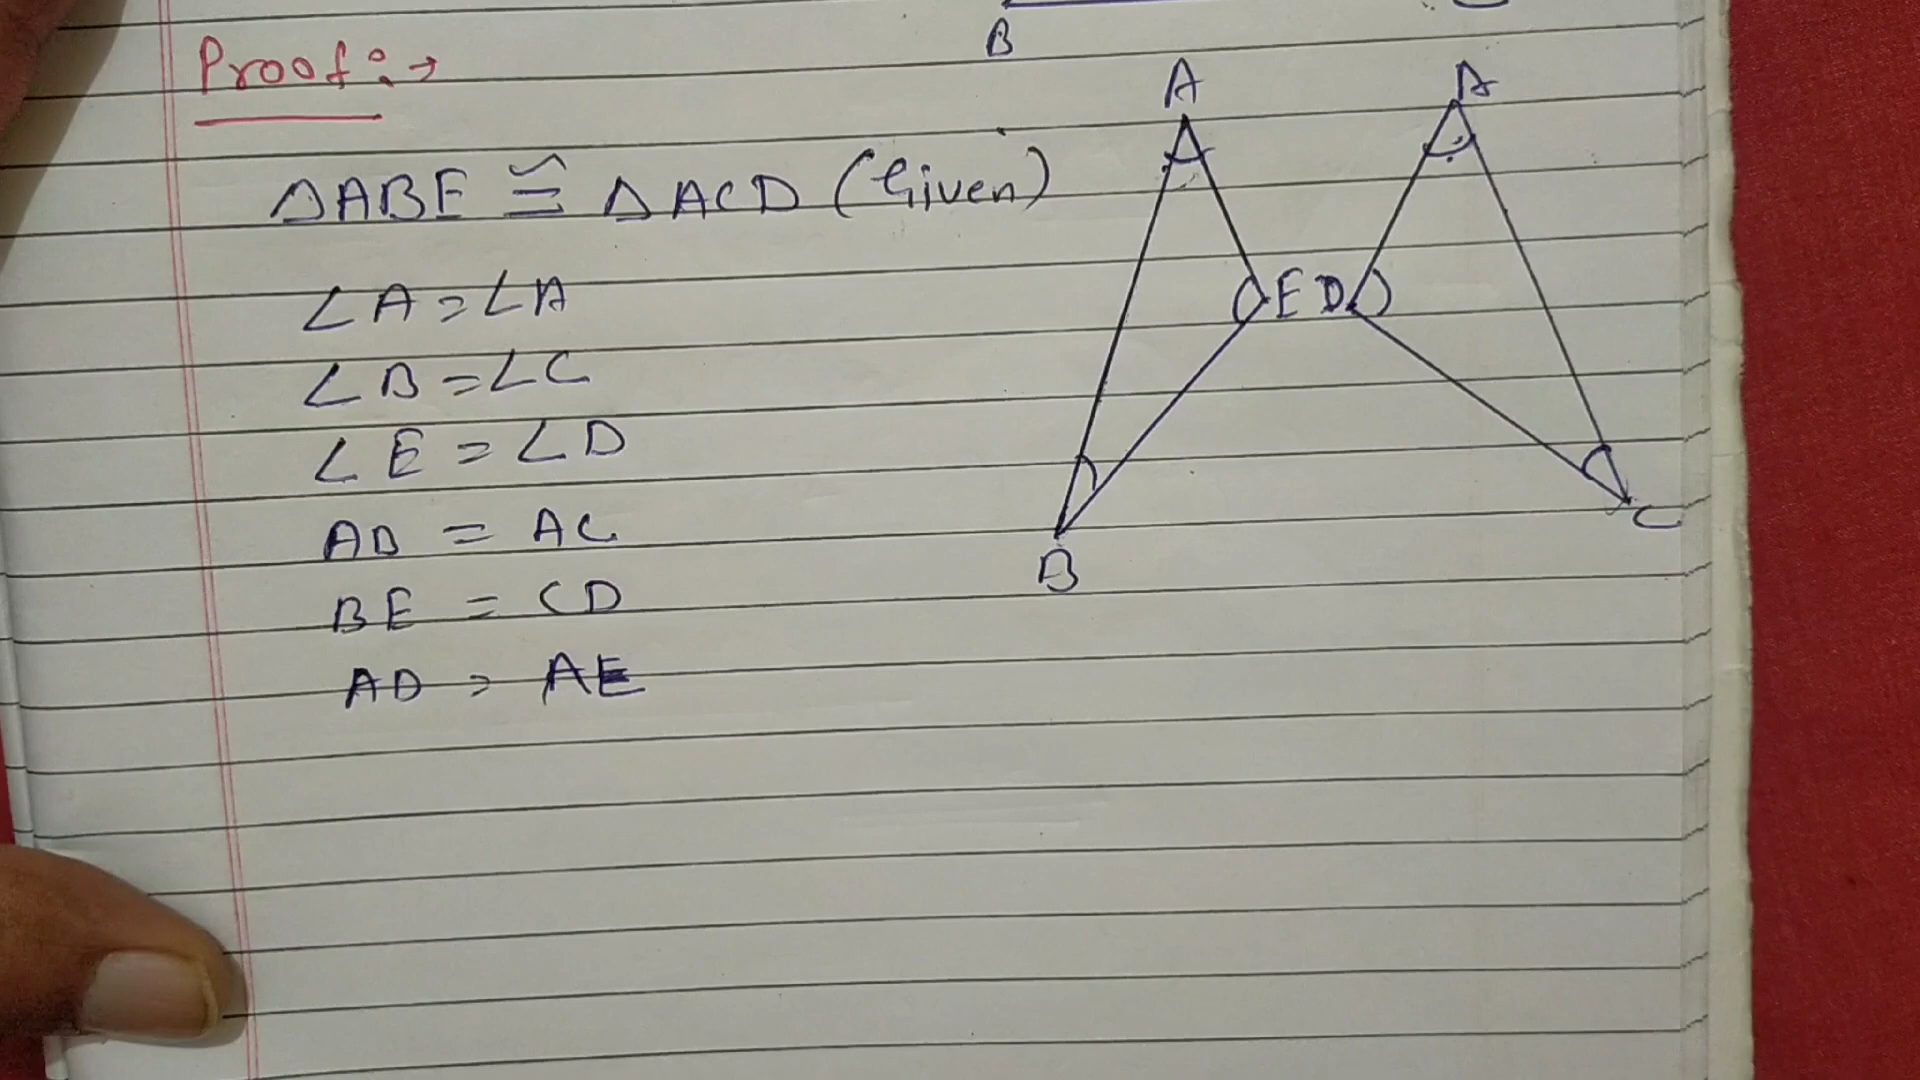 B
Proof :→
A A
△ABE ≅ △ACD (Given)
∠A = ∠A
E D
∠B = ∠C
∠E = ∠D
AB = AC
C
B
BE = CD
AD = AE